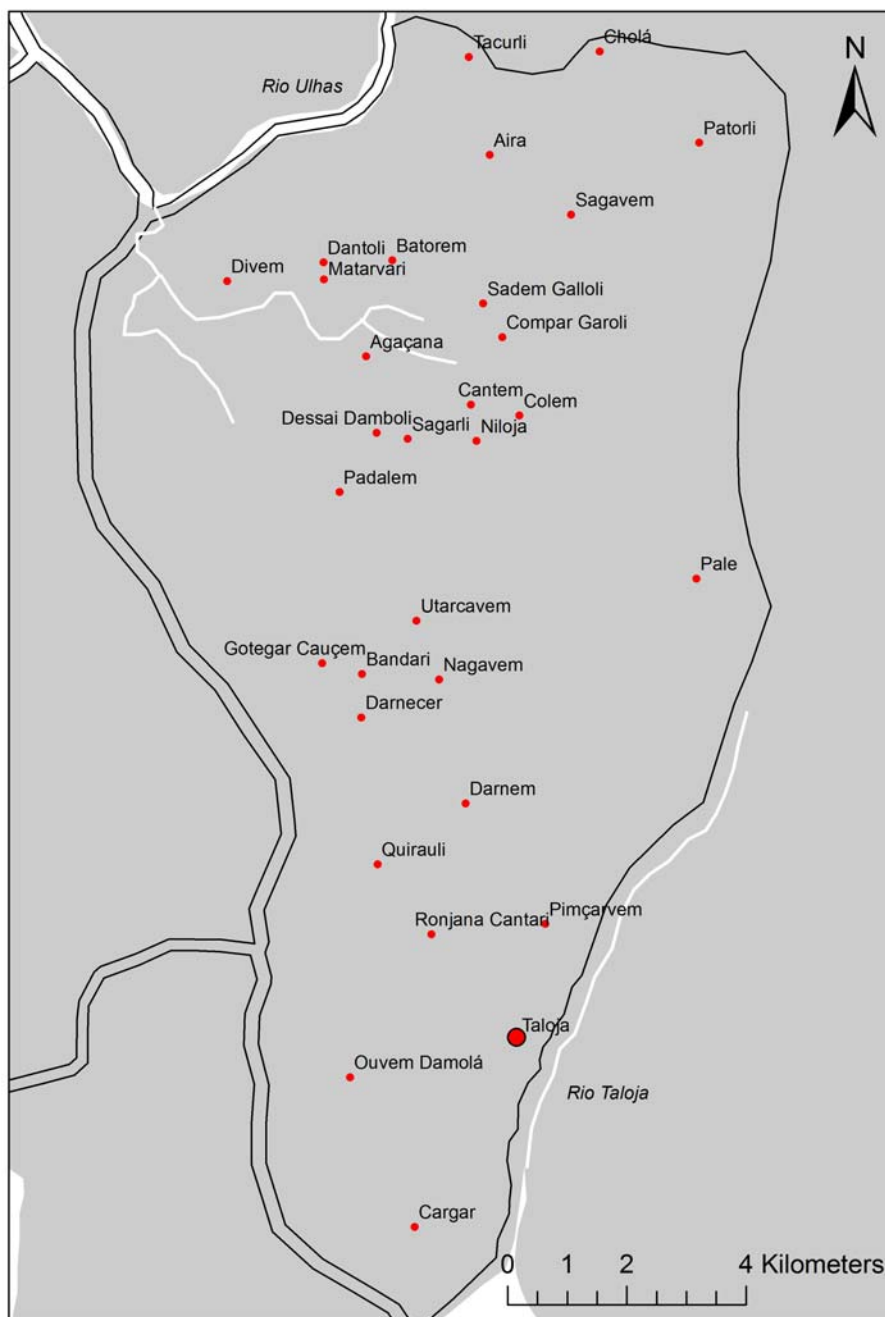 Tacurli
Cholá
N
Rio Ulhas
Patorli
Aira
Sagavem
Dantoli
Batorem
Divem
Matarvari
Sadem Galloli
Compar Garoli
Agaçana
Cantem
Colem
Dessai Damboli
Sagarli
Niloja
Padalem
Pale
Utarcavem
Gotegar Cauçem
Bandari
Nagavem
Darnecer
Darnem
Quirauli
Ronjana Cantari
Pimçarvem
Taloja
Ouvem Damolá
Rio Taloja
Cargar
0 1 2 4 Kilometers